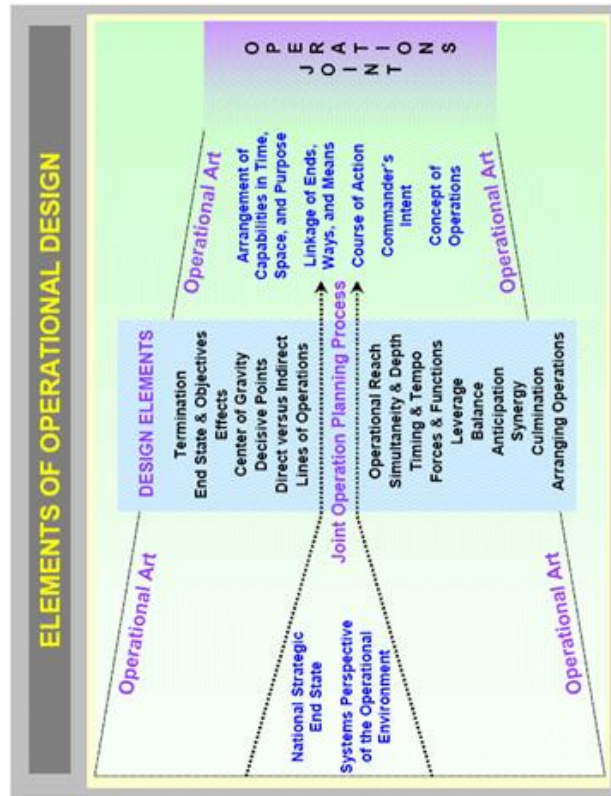 ELEMENTS OF OPERATIONAL DESIGN
Operational Art
Operational Art
National Strategic
End State
Systems Perspective
of the Operational
Environment
DESIGN ELEMENTS
Termination
End State & Objectives
Effects
Center of Gravity
Decisive Points
Direct versus Indirect
Lines of Operations
Joint Operation Planning Process
Operational Reach
Simultaneity & Depth
Timing & Tempo
Forces & Functions
Leverage
Balance
Anticipation
Synergy
Culmination
Arranging Operations
Arrangement of
Capabilities in Time,
Space, and Purpose
Linkage of Ends,
Ways, and Means
Course of Action
Commander's
Intent
Concept of
Operations
Operational Art
Operational Art
JOINT
OPERATIONS